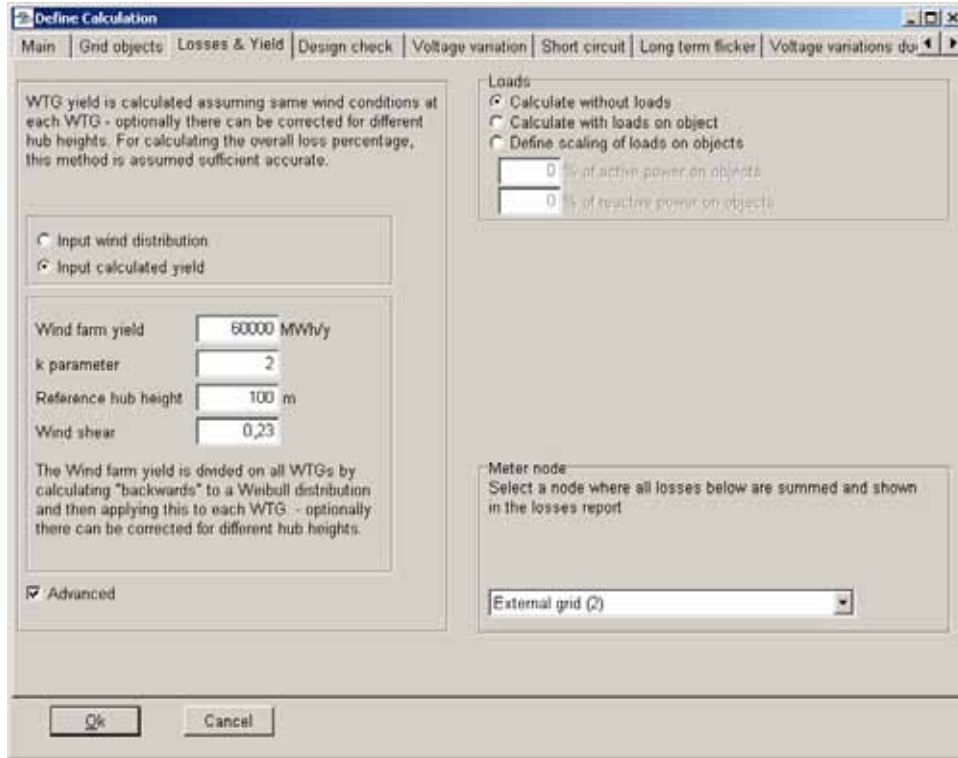 Define Calculation
Main Grid objects Losses & Yield Design check Voltage variation Short circuit Long term flicker Voltage variations du
WTG yield is calculated assuming same wind conditions at
each WTG - optionally there can be corrected for different
hub heights. For calculating the overall loss percentage,
this method is assumed sufficient accurate.
Input wind distribution
Input calculated yield
Wind farm yield 60000 MWh/y
k parameter 2
Reference hub height 100 m
Wind shear 0,23
The Wind farm yield is divided on all WTGs by
calculating "backwards" to a Weibull distribution
and then applying this to each WTG. - optionally
there can be corrected for different hub heights.
Advanced
Loads
Calculate without loads
Calculate with loads on object
Define scaling of loads on objects
0 % of active power on objects
0 % of reactive power on objects
Meter node
Select a node where all losses below are summed and shown
in the losses report
External grid (2)
Ok Cancel